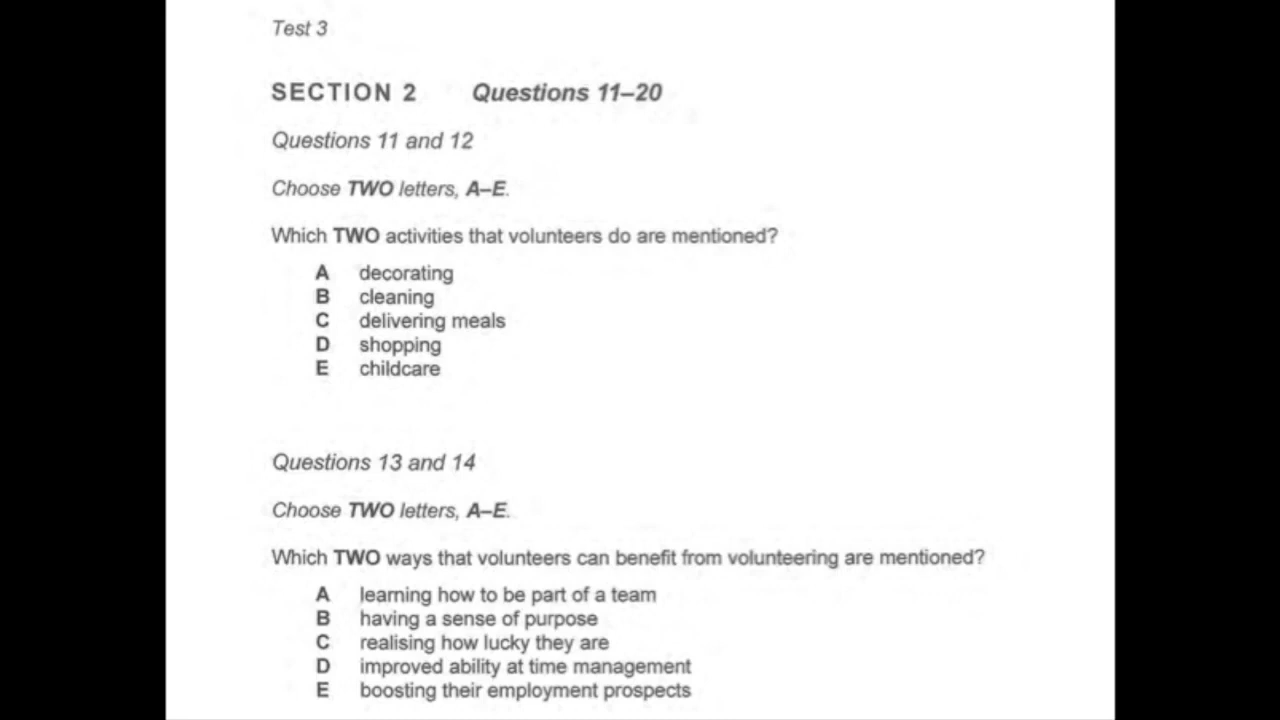 Test 3
SECTION 2 Questions 11–20
Questions 11 and 12
Choose TWO letters, A–E.
Which TWO activities that volunteers do are mentioned?
A decorating
B cleaning
C delivering meals
D shopping
E childcare
Questions 13 and 14
Choose TWO letters, A–E.
Which TWO ways that volunteers can benefit from volunteering are mentioned?
A learning how to be part of a team
B having a sense of purpose
C realising how lucky they are
D improved ability at time management
E boosting their employment prospects